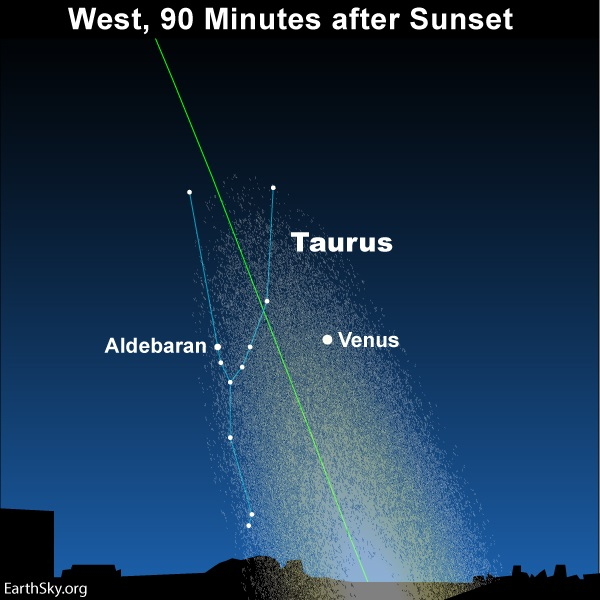 West, 90 Minutes after Sunset
Taurus
Aldebaran
Venus
EarthSky.org